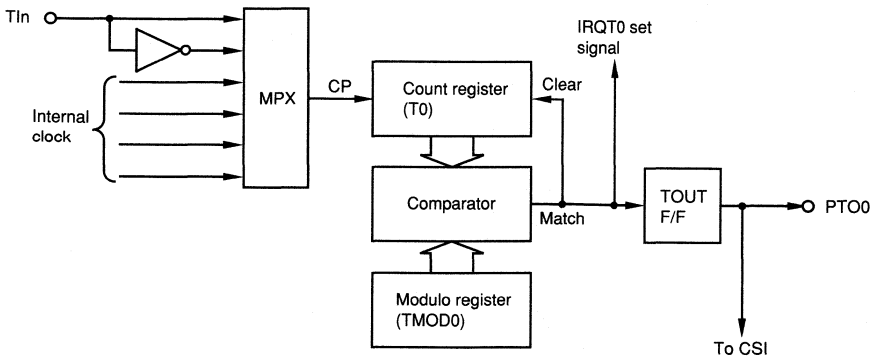 TIn
IRQT0 set
signal
MPX
CP
Count register
(T0)
Clear
Internal
clock
Comparator
Match
TOUT
F/F
PTO0
Modulo register
(TMOD0)
To CSI